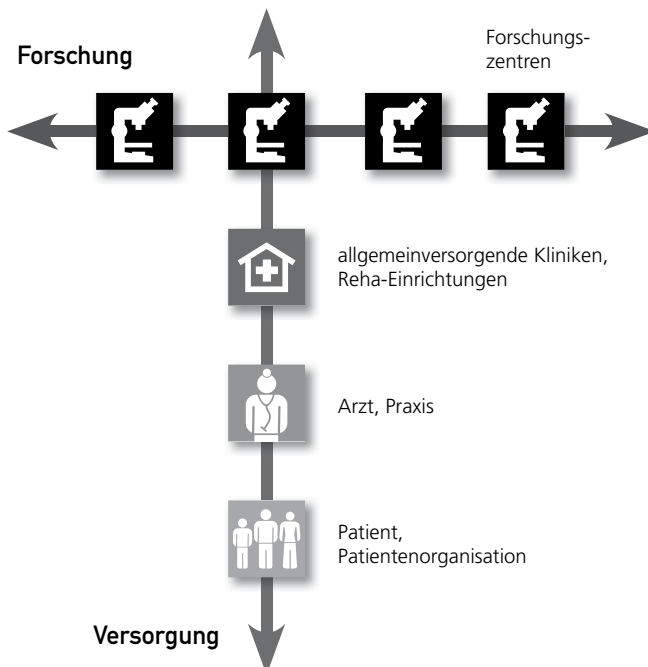 Forschung
Forschungs-
zentren
allgemeinversorgende Kliniken,
Reha-Einrichtungen
Arzt, Praxis
Patient,
Patientenorganisation
Versorgung